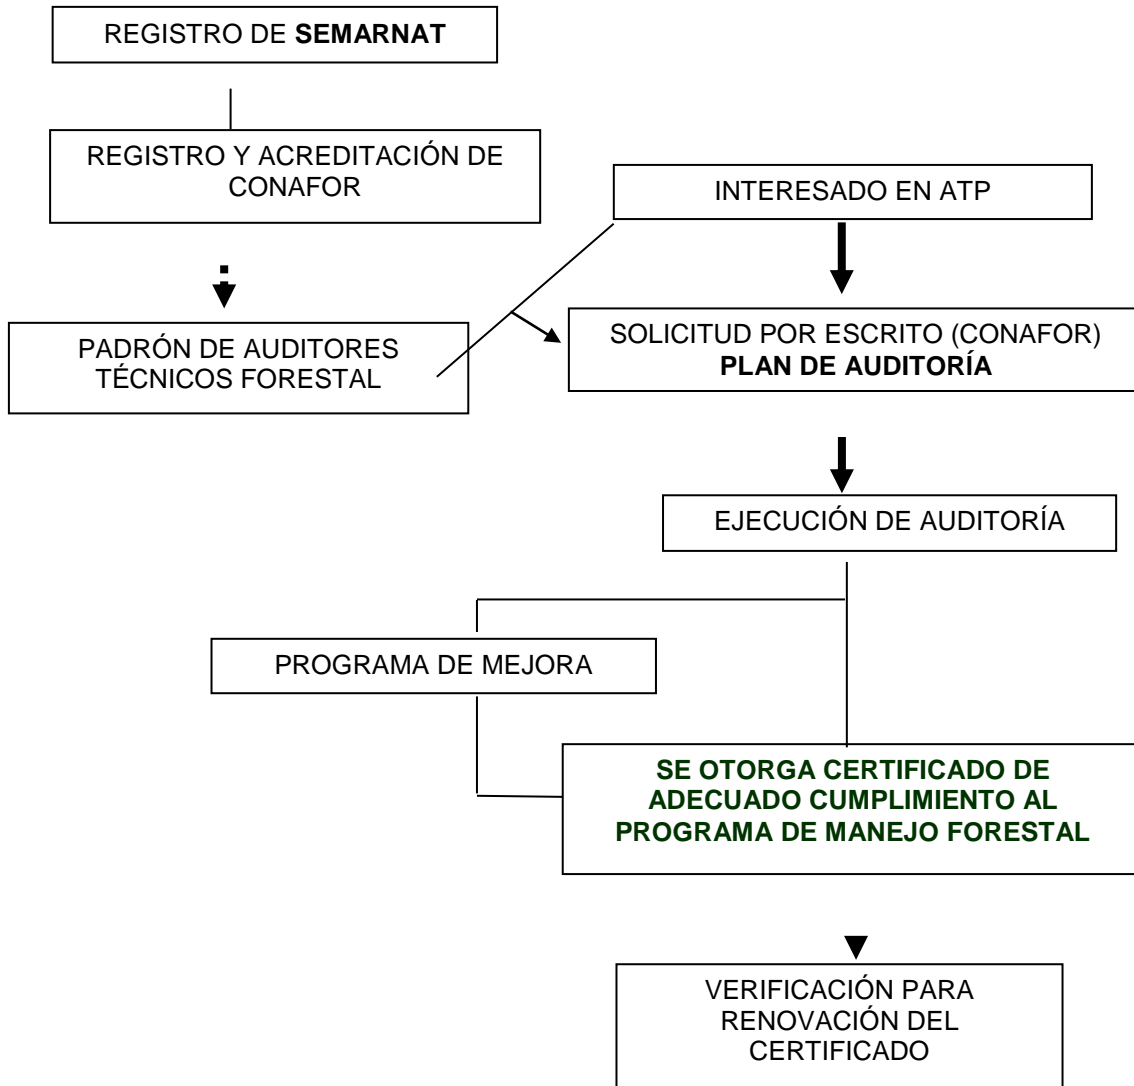 REGISTRO DE SEMARNAT
REGISTRO Y ACREDITACIÓN DE
CONAFOR
INTERESADO EN ATP
PADRÓN DE AUDITORES
TÉCNICOS FORESTAL
SOLICITUD POR ESCRITO (CONAFOR)
PLAN DE AUDITORÍA
EJECUCIÓN DE AUDITORÍA
PROGRAMA DE MEJORA
SE OTORGA CERTIFICADO DE
ADECUADO CUMPLIMIENTO AL
PROGRAMA DE MANEJO FORESTAL
VERIFICACIÓN PARA
RENOVACIÓN DEL
CERTIFICADO